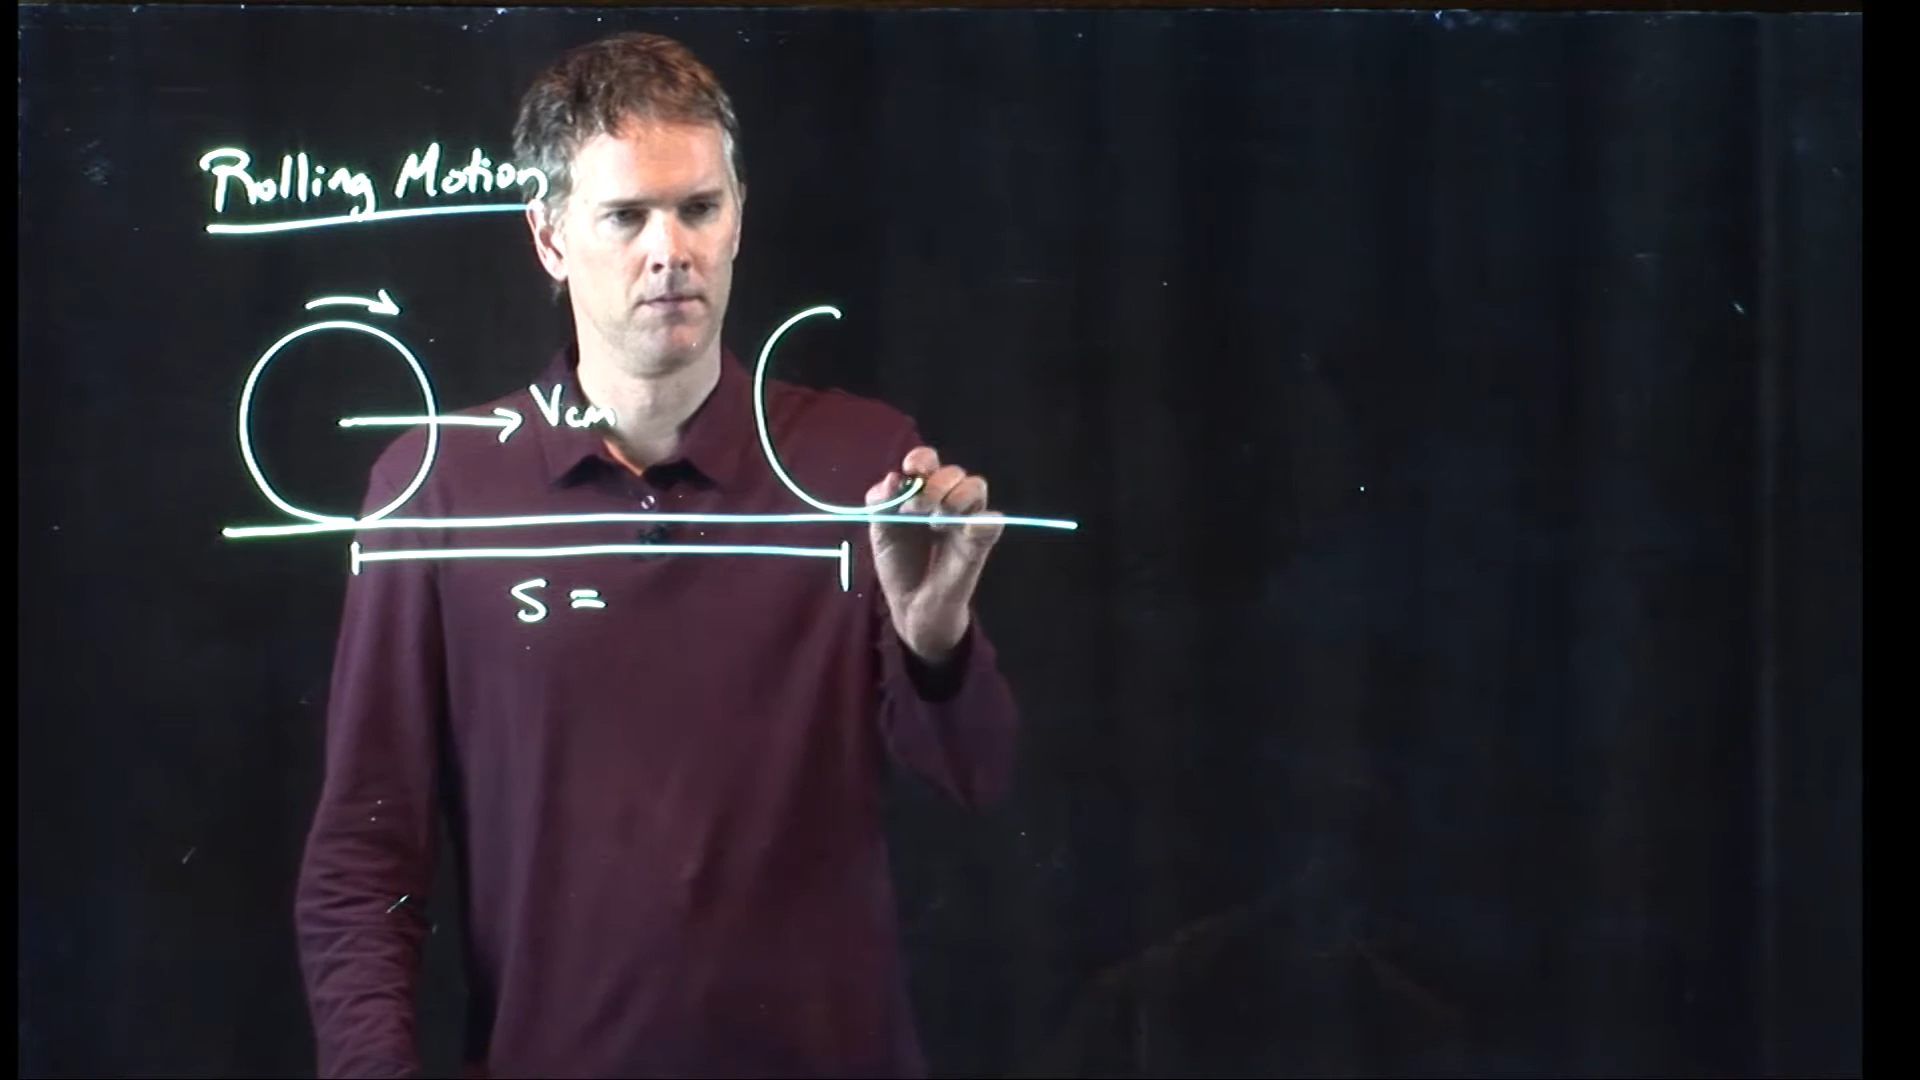 Rolling Motion
Vcm
S =